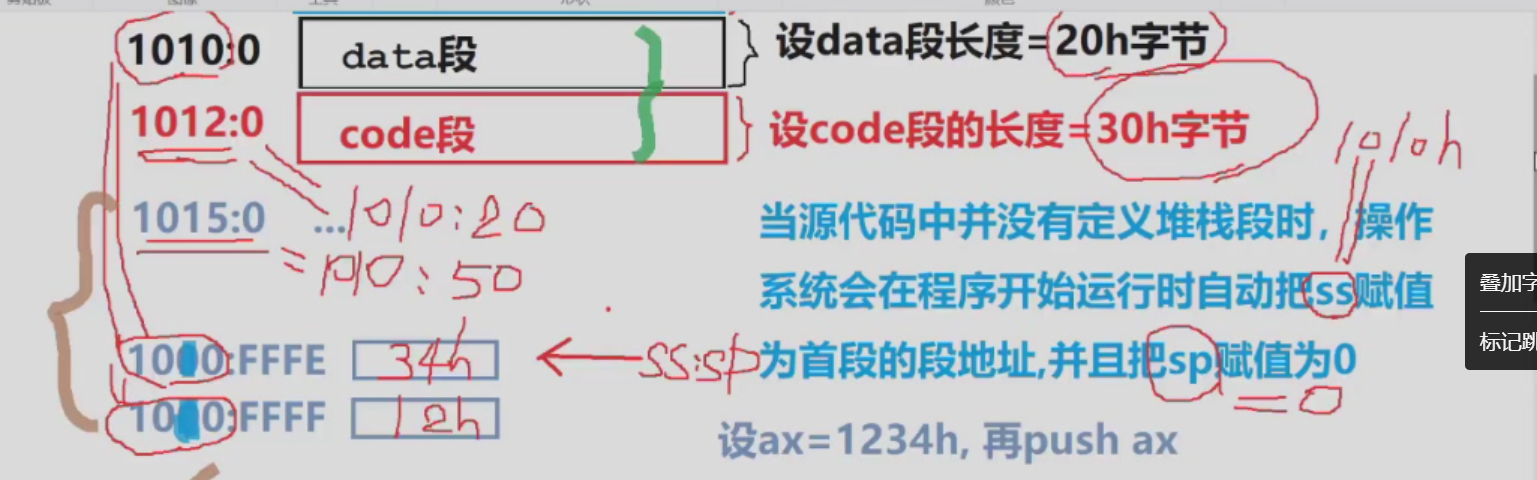 1010:0 data段 设data段长度=20h字节
1012:0 code段 设code段的长度=30h字节 1010h
1015:0 ...1010:20 当源代码中并没有定义堆栈段时，操作
=1010:50 系统会在程序开始运行时自动把ss赋值
:FFFE 34h ss:sp 为首段的段地址,并且把sp赋值为0
:FFFF 12h =0
设ax=1234h, 再push ax
叠加字
标记跳